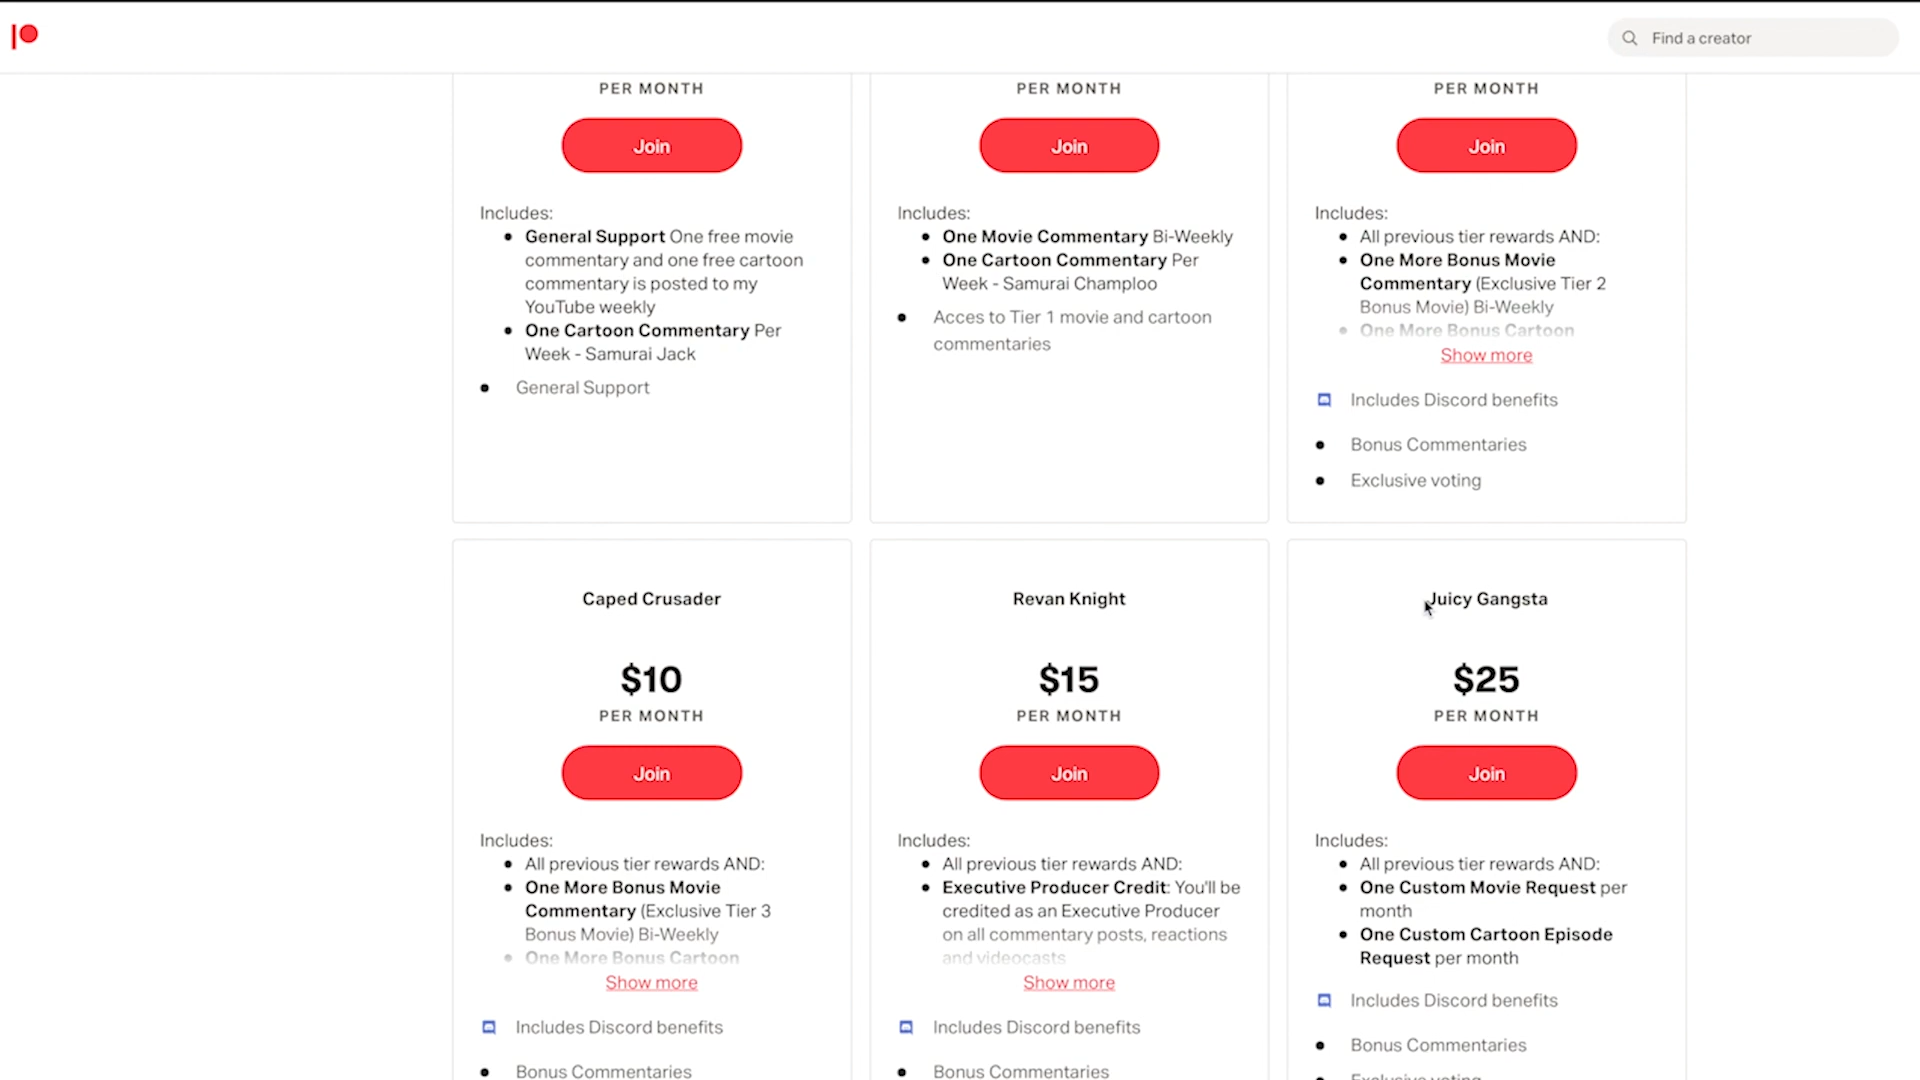 Find a creator
PER MONTH
Join
Includes:
General Support One free movie
commentary and one free cartoon
commentary is posted to my
YouTube weekly
One Cartoon Commentary Per
Week - Samurai Jack
General Support
PER MONTH
Join
Includes:
One Movie Commentary Bi-Weekly
One Cartoon Commentary Per
Week - Samurai Champloo
Acces to Tier 1 movie and cartoon
commentaries
PER MONTH
Join
Includes:
All previous tier rewards AND:
One More Bonus Movie
Commentary (Exclusive Tier 2
Bonus Movie) Bi-Weekly
One More Bonus Cartoon
Show more
Includes Discord benefits
Bonus Commentaries
Exclusive voting
Caped Crusader
$10
PER MONTH
Join
Includes:
All previous tier rewards AND:
One More Bonus Movie
Commentary (Exclusive Tier 3
Bonus Movie) Bi-Weekly
One More Bonus Cartoon
Show more
Includes Discord benefits
Bonus Commentaries
Revan Knight
$15
PER MONTH
Join
Includes:
All previous tier rewards AND:
Executive Producer Credit: You'll be
credited as an Executive Producer
on all commentary posts, reactions
and videocasts
Show more
Includes Discord benefits
Bonus Commentaries
Juicy Gangsta
$25
PER MONTH
Join
Includes:
All previous tier rewards AND:
One Custom Movie Request per
month
One Custom Cartoon Episode
Request per month
Includes Discord benefits
Bonus Commentaries
Exclusive voting